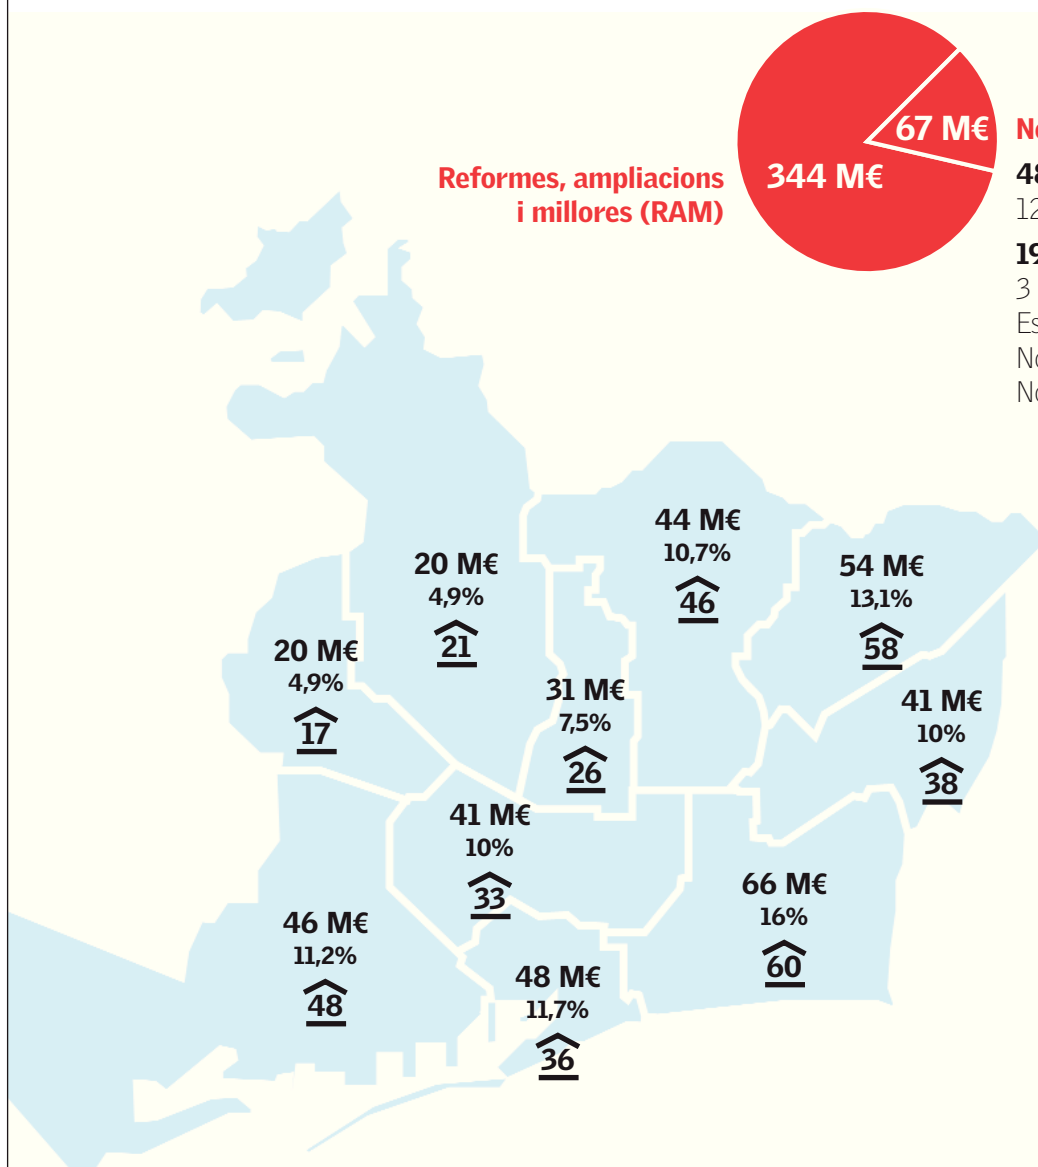 67 M€
344 M€
Reformes, ampliacions
i millores (RAM)
12
3
44 M€
10,7%
46
20 M€
4,9%
21
54 M€
13,1%
58
20 M€
4,9%
17
31 M€
7,5%
26
41 M€
10%
38
41 M€
10%
33
66 M€
16%
60
46 M€
11,2%
48
48 M€
11,7%
36